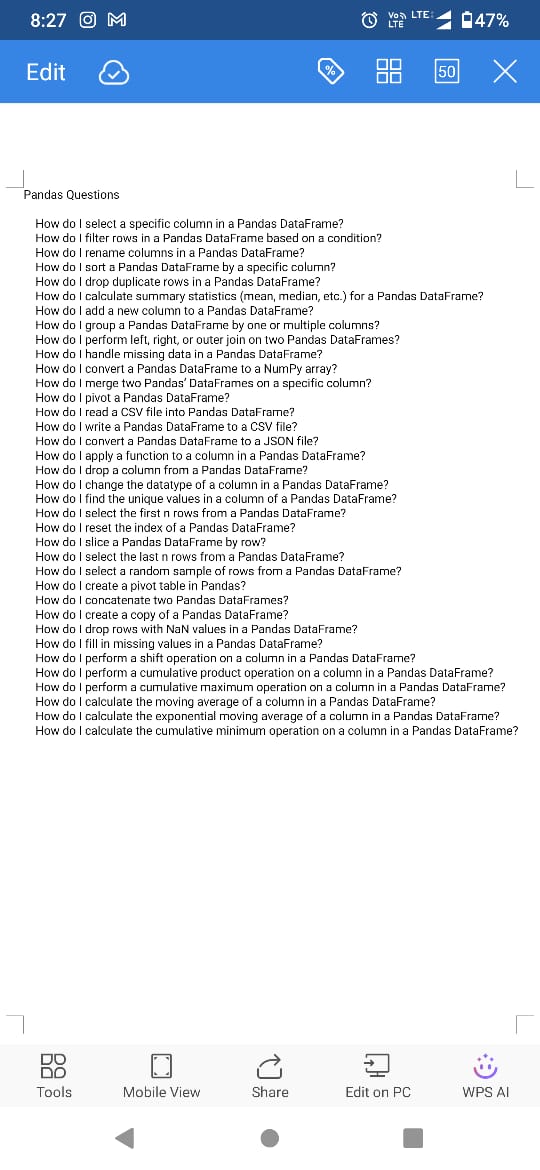 8:27
Vo)) LTE LTE
47%
Edit
%
50
Pandas Questions
How do I select a specific column in a Pandas DataFrame?
How do I filter rows in a Pandas DataFrame based on a condition?
How do I rename columns in a Pandas DataFrame?
How do I sort a Pandas DataFrame by a specific column?
How do I drop duplicate rows in a Pandas DataFrame?
How do I calculate summary statistics (mean, median, etc.) for a Pandas DataFrame?
How do I add a new column to a Pandas DataFrame?
How do I group a Pandas DataFrame by one or multiple columns?
How do I perform left, right, or outer join on two Pandas DataFrames?
How do I handle missing data in a Pandas DataFrame?
How do I convert a Pandas DataFrame to a NumPy array?
How do I merge two Pandas' DataFrames on a specific column?
How do I pivot a Pandas DataFrame?
How do I read a CSV file into Pandas DataFrame?
How do I write a Pandas DataFrame to a CSV file?
How do I convert a Pandas DataFrame to a JSON file?
How do I apply a function to a column in a Pandas DataFrame?
How do I drop a column from a Pandas DataFrame?
How do I change the datatype of a column in a Pandas DataFrame?
How do I find the unique values in a column of a Pandas DataFrame?
How do I select the first n rows from a Pandas DataFrame?
How do I reset the index of a Pandas DataFrame?
How do I slice a Pandas DataFrame by row?
How do I select the last n rows from a Pandas DataFrame?
How do I select a random sample of rows from a Pandas DataFrame?
How do I create a pivot table in Pandas?
How do I concatenate two Pandas DataFrames?
How do I create a copy of a Pandas DataFrame?
How do I drop rows with NaN values in a Pandas DataFrame?
How do I fill in missing values in a Pandas DataFrame?
How do I perform a shift operation on a column in a Pandas DataFrame?
How do I perform a cumulative product operation on a column in a Pandas DataFrame?
How do I perform a cumulative maximum operation on a column in a Pandas DataFrame?
How do I calculate the moving average of a column in a Pandas DataFrame?
How do I calculate the exponential moving average of a column in a Pandas DataFrame?
How do I calculate the cumulative minimum operation on a column in a Pandas DataFrame?
Tools
Mobile View
Share
Edit on PC
WPS AI